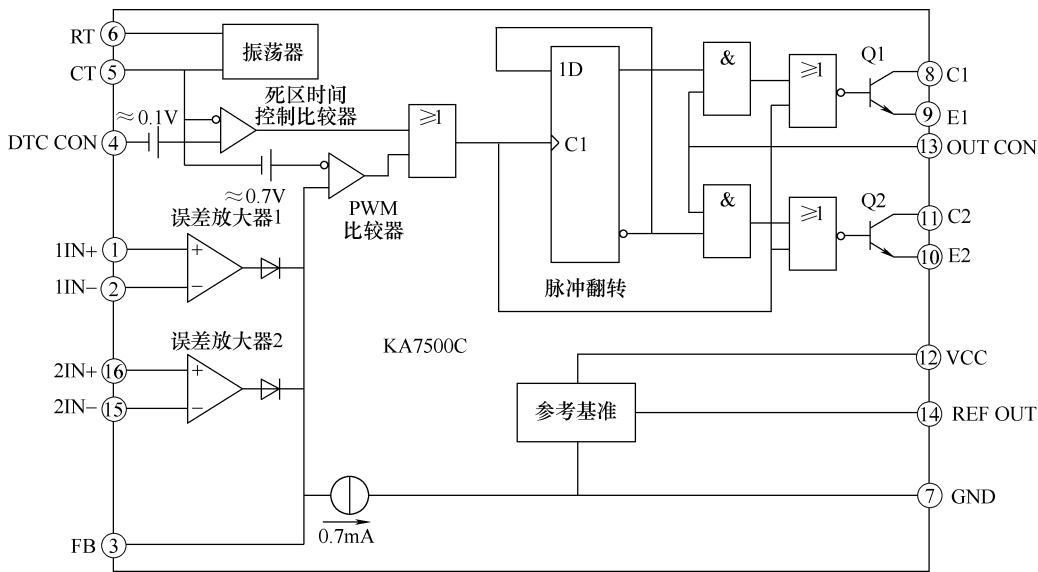 RT 6
振荡器
CT 5
死区时间
控制比较器
≈0.1V
DTC CON 4
≈0.7V
≥1
PWM
比较器
误差放大器1
1IN+ 1
+
1IN− 2
−
误差放大器2
2IN+ 16
+
2IN− 15
−
FB 3
0.7mA
KA7500C
1D
C1
脉冲翻转
&
≥1
Q1
8 C1
9 E1
13 OUT CON
&
≥1
Q2
11 C2
10 E2
12 VCC
参考基准
14 REF OUT
7 GND